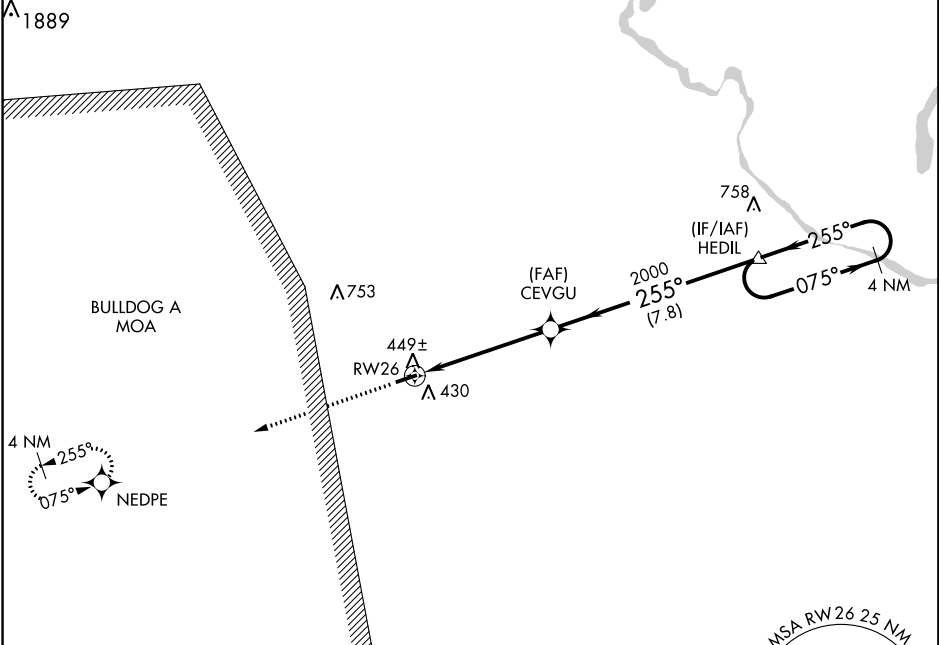 1889
758
(IF/IAF)
HEDIL
255°
075°
4 NM
(FAF)
CEVGU
2000
255°
(7.8)
BULLDOG A
MOA
753
449±
RW26
430
4 NM
255°
075°
NEDPE
MSA RW26 25 NM